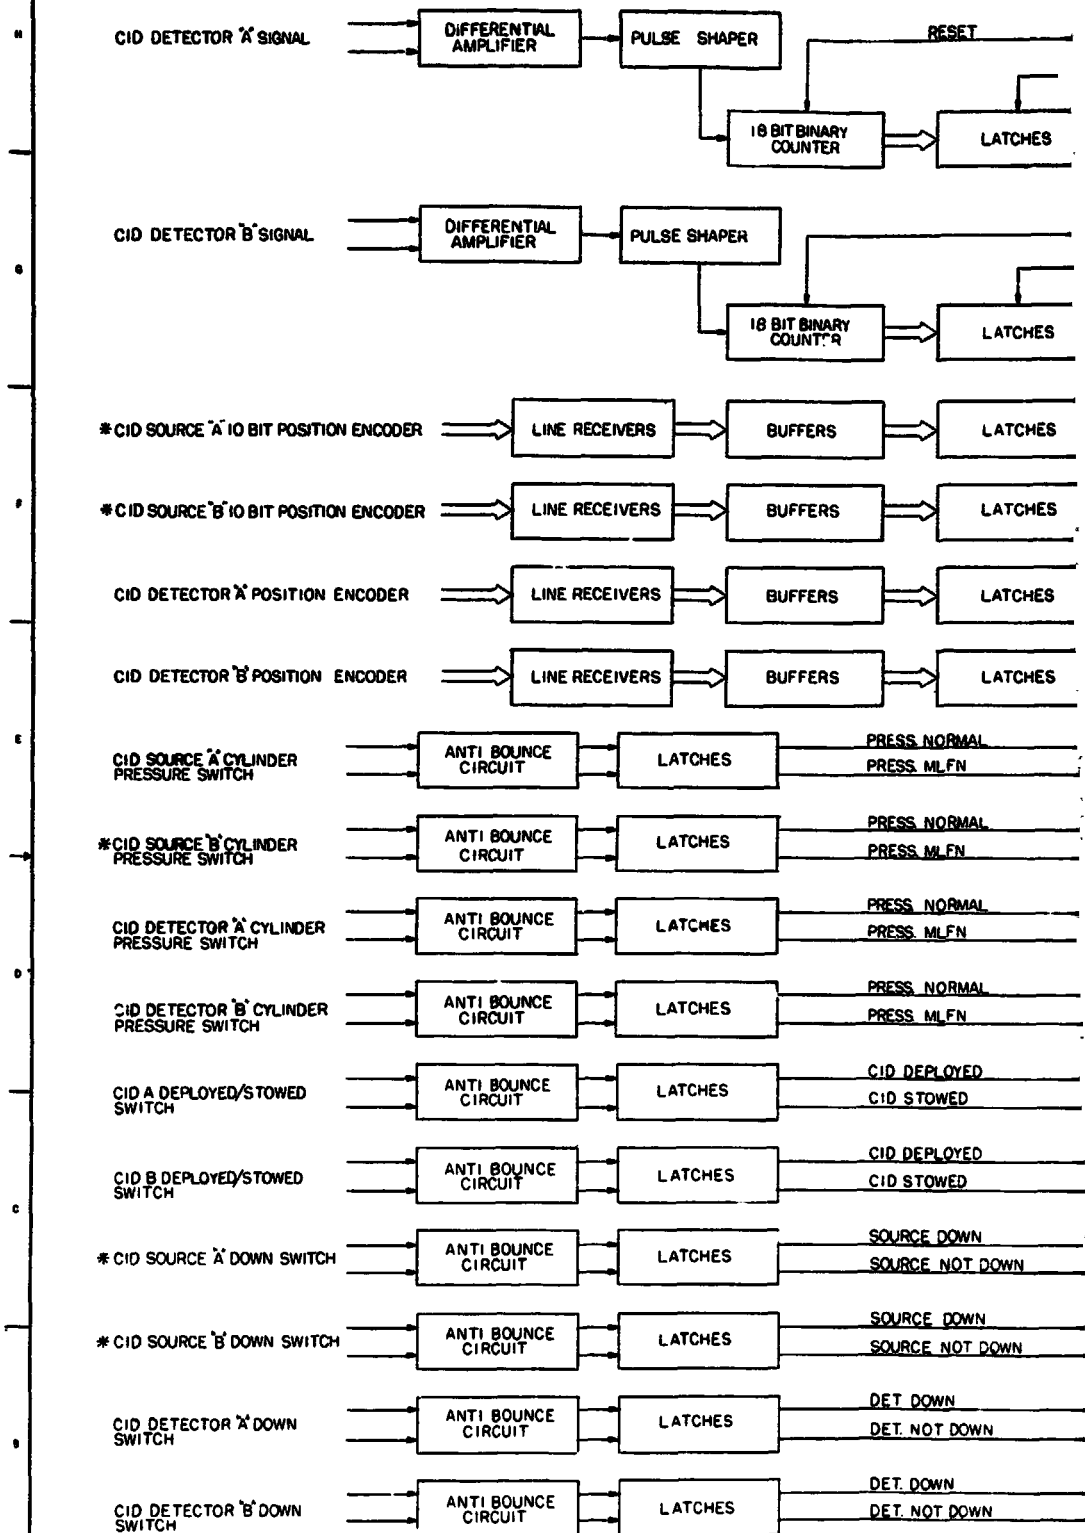 H
CID DETECTOR "A" SIGNAL
DIFFERENTIAL
AMPLIFIER
PULSE SHAPER
RESET
18 BIT BINARY
COUNTER
LATCHES
CID DETECTOR "B" SIGNAL
DIFFERENTIAL
AMPLIFIER
PULSE SHAPER
G
18 BIT BINARY
COUNTER
LATCHES
*CID SOURCE "A" 10 BIT POSITION ENCODER
LINE RECEIVERS
BUFFERS
LATCHES
F
*CID SOURCE "B" 10 BIT POSITION ENCODER
LINE RECEIVERS
BUFFERS
LATCHES
CID DETECTOR "A" POSITION ENCODER
LINE RECEIVERS
BUFFERS
LATCHES
CID DETECTOR "B" POSITION ENCODER
LINE RECEIVERS
BUFFERS
LATCHES
E
CID SOURCE "A" CYLINDER
PRESSURE SWITCH
ANTI BOUNCE
CIRCUIT
LATCHES
PRESS. NORMAL
PRESS. MLFN
*CID SOURCE "B" CYLINDER
PRESSURE SWITCH
ANTI BOUNCE
CIRCUIT
LATCHES
PRESS. NORMAL
PRESS. MLFN
CID DETECTOR "A" CYLINDER
PRESSURE SWITCH
ANTI BOUNCE
CIRCUIT
LATCHES
PRESS. NORMAL
PRESS. MLFN
D
CID DETECTOR "B" CYLINDER
PRESSURE SWITCH
ANTI BOUNCE
CIRCUIT
LATCHES
PRESS. NORMAL
PRESS. MLFN
CID A DEPLOYED/STOWED
SWITCH
ANTI BOUNCE
CIRCUIT
LATCHES
CID DEPLOYED
CID STOWED
CID B DEPLOYED/STOWED
SWITCH
ANTI BOUNCE
CIRCUIT
LATCHES
CID DEPLOYED
CID STOWED
C
*CID SOURCE "A" DOWN SWITCH
ANTI BOUNCE
CIRCUIT
LATCHES
SOURCE DOWN
SOURCE NOT DOWN
*CID SOURCE "B" DOWN SWITCH
ANTI BOUNCE
CIRCUIT
LATCHES
SOURCE DOWN
SOURCE NOT DOWN
CID DETECTOR "A" DOWN
SWITCH
ANTI BOUNCE
CIRCUIT
LATCHES
DET. DOWN
DET. NOT DOWN
B
CID DETECTOR "B" DOWN
SWITCH
ANTI BOUNCE
CIRCUIT
LATCHES
DET. DOWN
DET. NOT DOWN